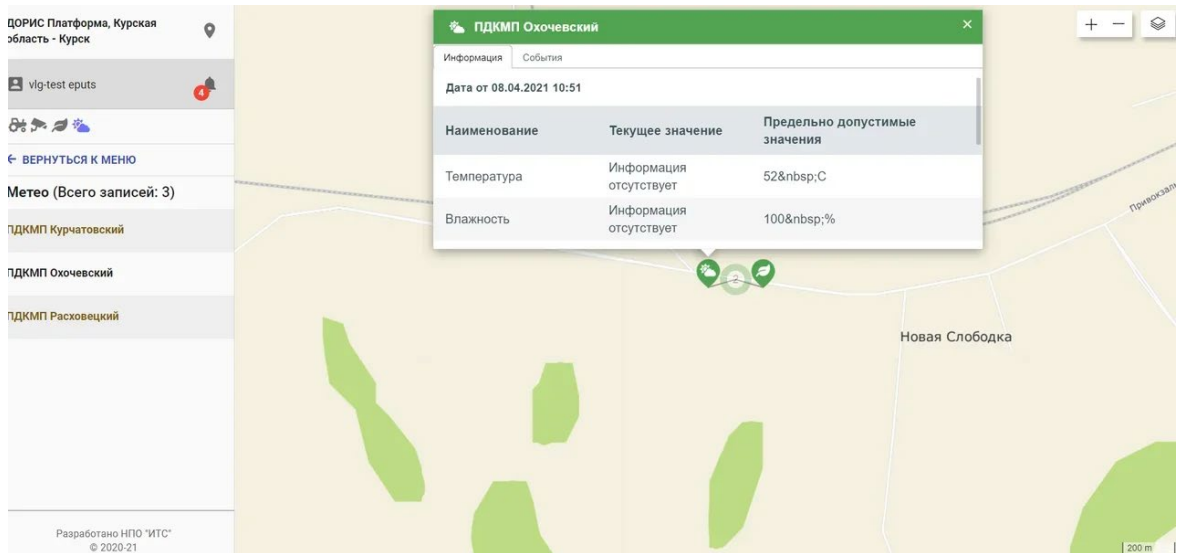 ДОРИС Платформа, Курская
область - Курск
vlg-test eputs
4
ВЕРНУТЬСЯ К МЕНЮ
Метео (Всего записей: 3)
ПДКМП Курчатовский
ПДКМП Охочевский
ПДКМП Расховецкий
Разработано НПО "ИТС"
© 2020-21
ПДКМП Охочевский
Информация
События
Дата от 08.04.2021 10:51
Наименование
Текущее значение
Предельно допустимые
значения
Температура
Информация
отсутствует
52&nbsp;C
Влажность
Информация
отсутствует
100&nbsp;%
2
Новая Слободка
200 m